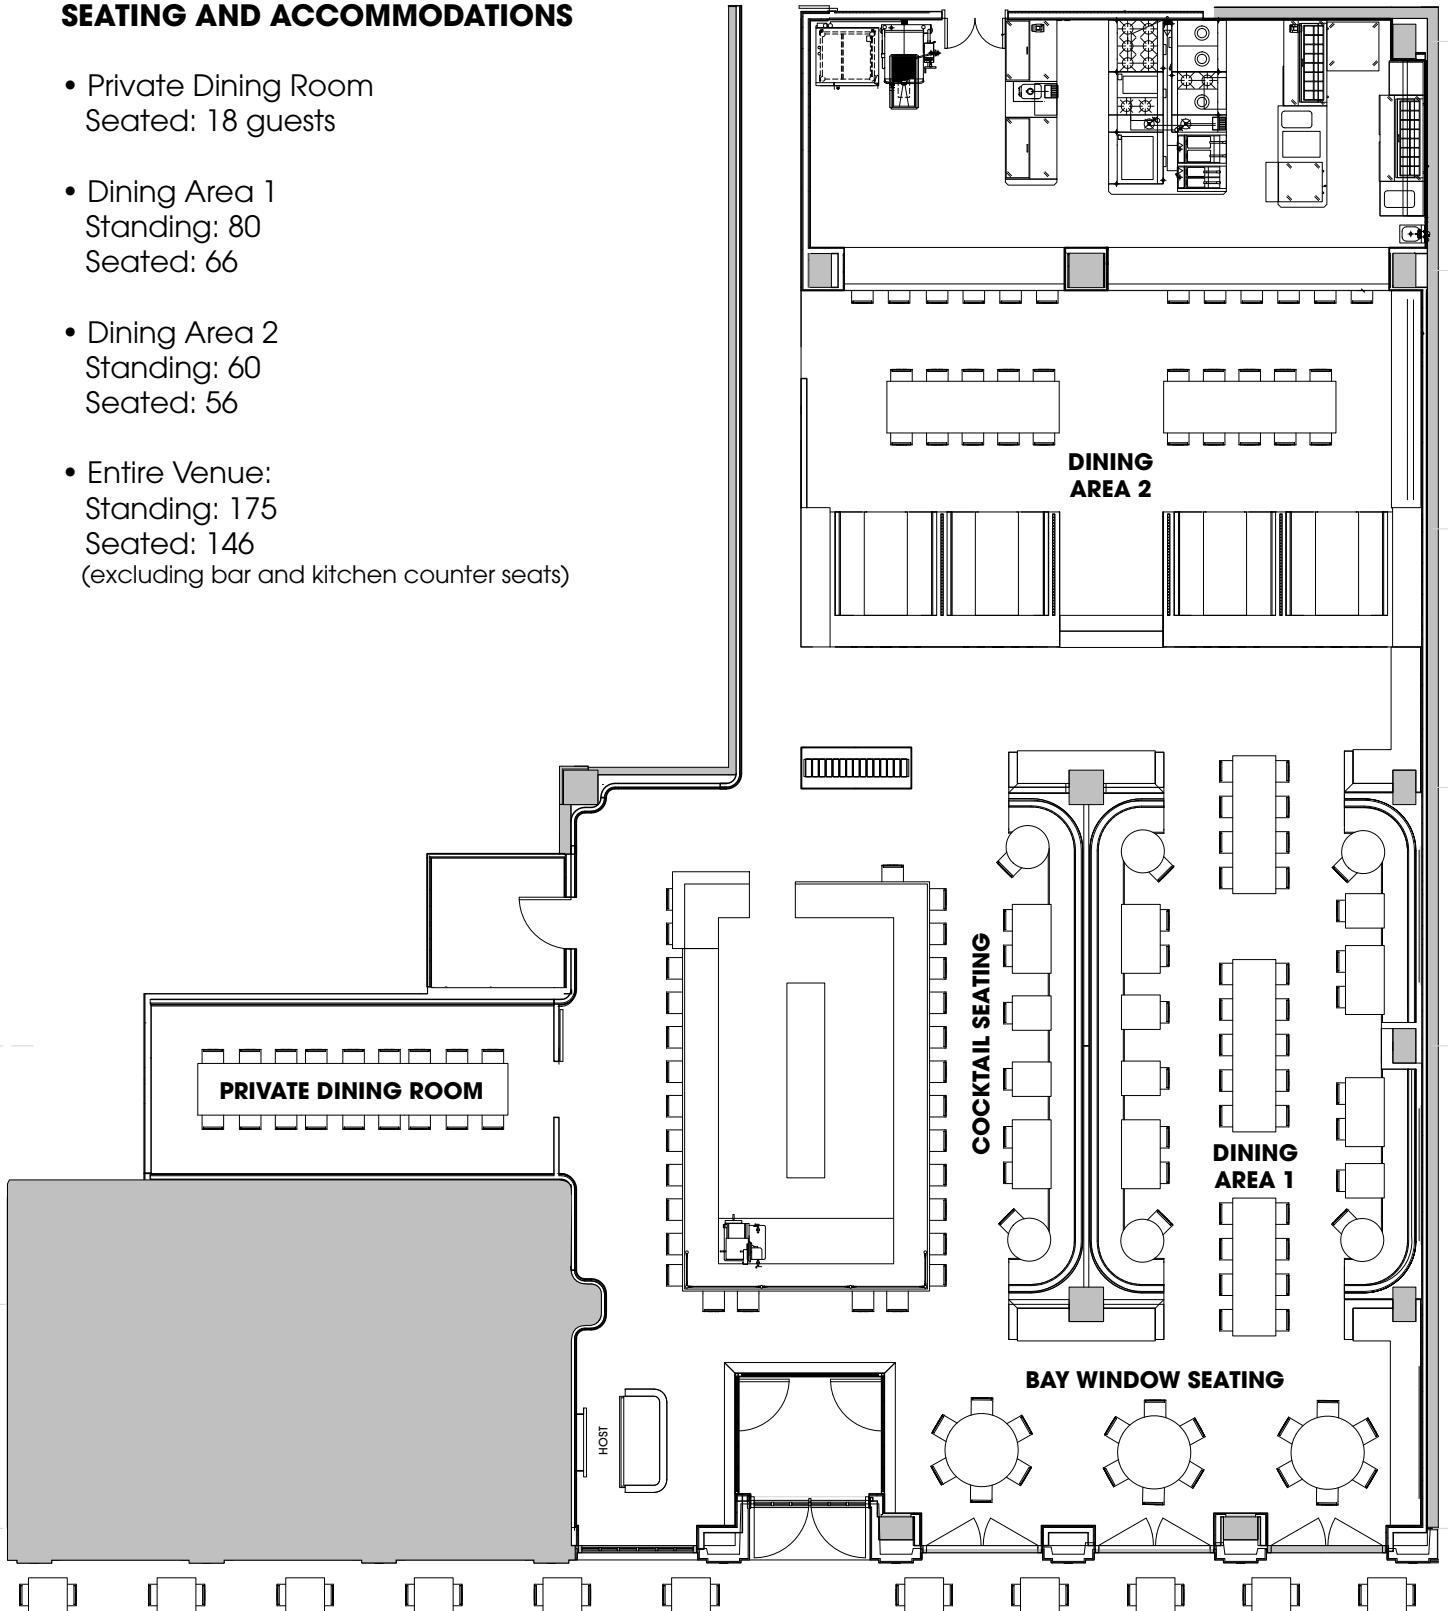 SEATING AND ACCOMMODATIONS
• Private Dining Room
Seated: 18 guests
• Dining Area 1
Standing: 80
Seated: 66
• Dining Area 2
Standing: 60
Seated: 56
• Entire Venue:
Standing: 175
Seated: 146
(excluding bar and kitchen counter seats)
DINING
AREA 2
COCKTAIL SEATING
PRIVATE DINING ROOM
DINING
AREA 1
BAY WINDOW SEATING
HOST